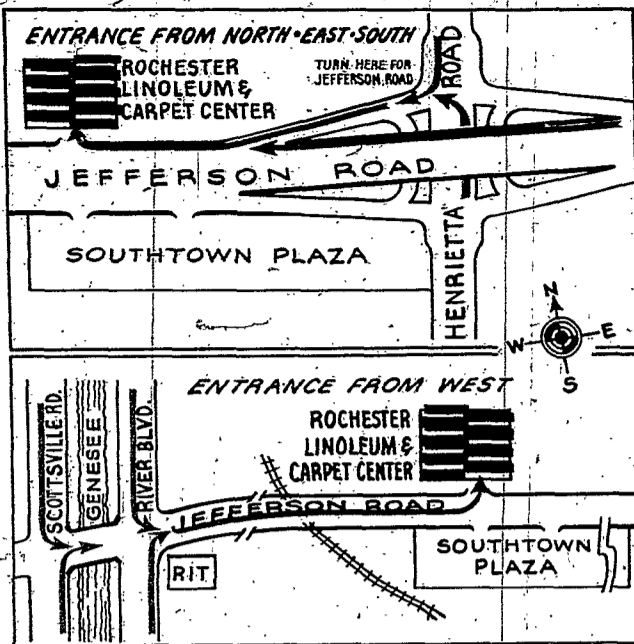 ENTRANCE FROM NORTH•EAST•SOUTH
ROCHESTER
LINOLEUM &
CARPET CENTER
TURN HERE FOR
JEFFERSON ROAD
HENRIETTA ROAD
JEFFERSON ROAD
SOUTHTOWN PLAZA
N
W E
S
ENTRANCE FROM WEST
ROCHESTER
LINOLEUM &
CARPET CENTER
SCOTTSVILLE RD.
GENESEE
RIVER BLVD.
JEFFERSON ROAD
RIT
SOUTHTOWN
PLAZA